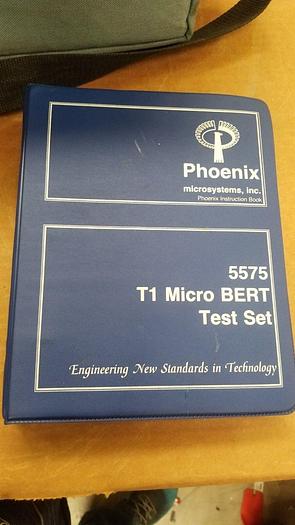 Phoenix
microsystems, inc.
Phoenix Instruction Book
5575
T1 Micro BERT
Test Set
Engineering New Standards in Technology